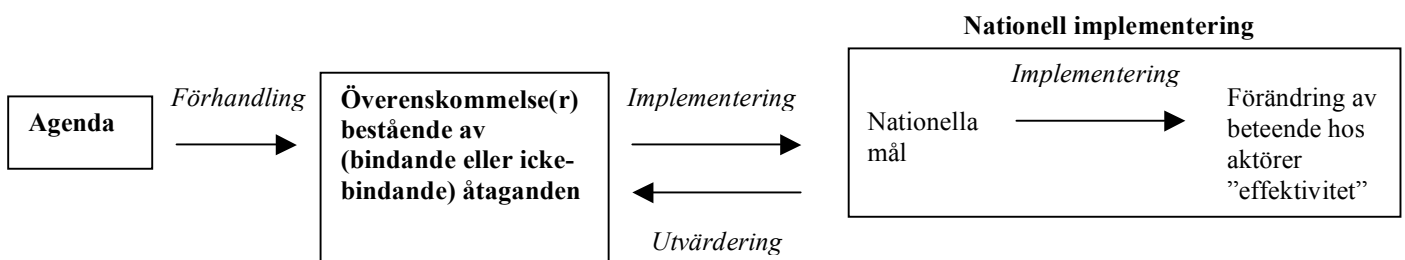 Nationell implementering
Agenda
Förhandling
Överenskommelse(r)
bestående av
(bindande eller icke-
bindande) åtaganden
Implementering
Utvärdering
Nationella
mål
Implementering
Förändring av
beteende hos
aktörer
”effektivitet”